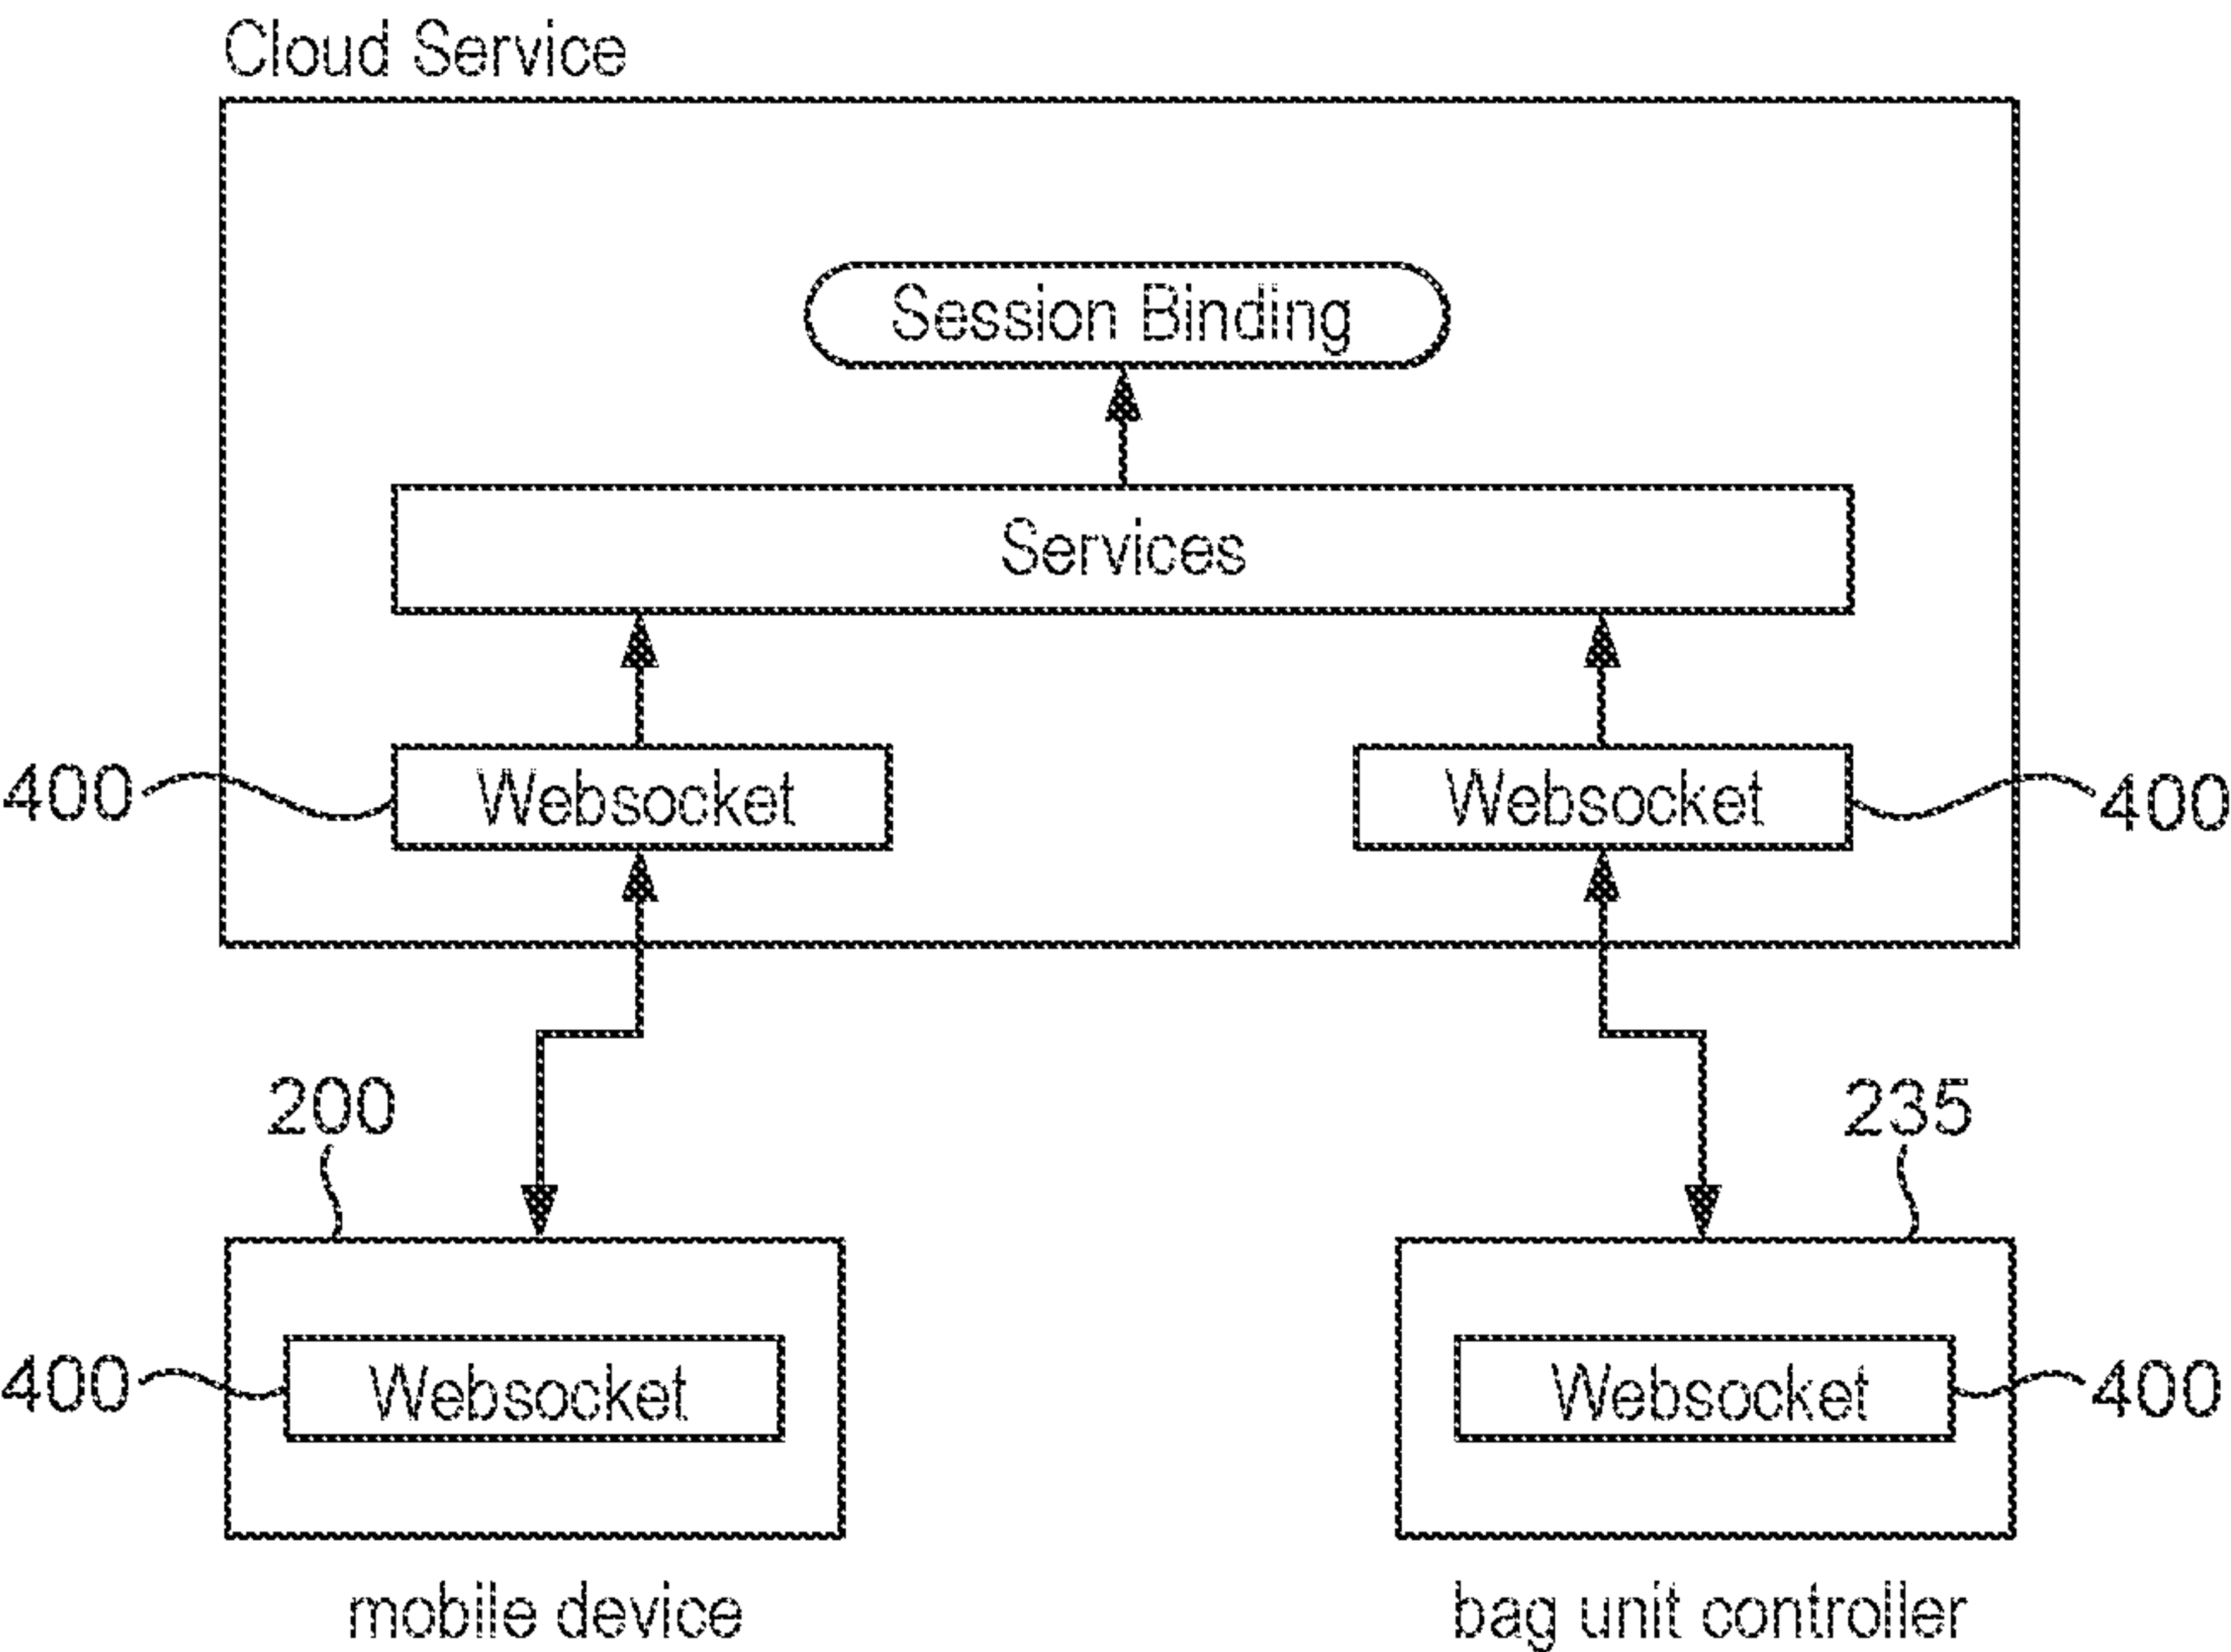 Cloud Service
Session Binding
Services
400 Websocket Websocket 400
200 235
400 Websocket Websocket 400
mobile device bag unit controller